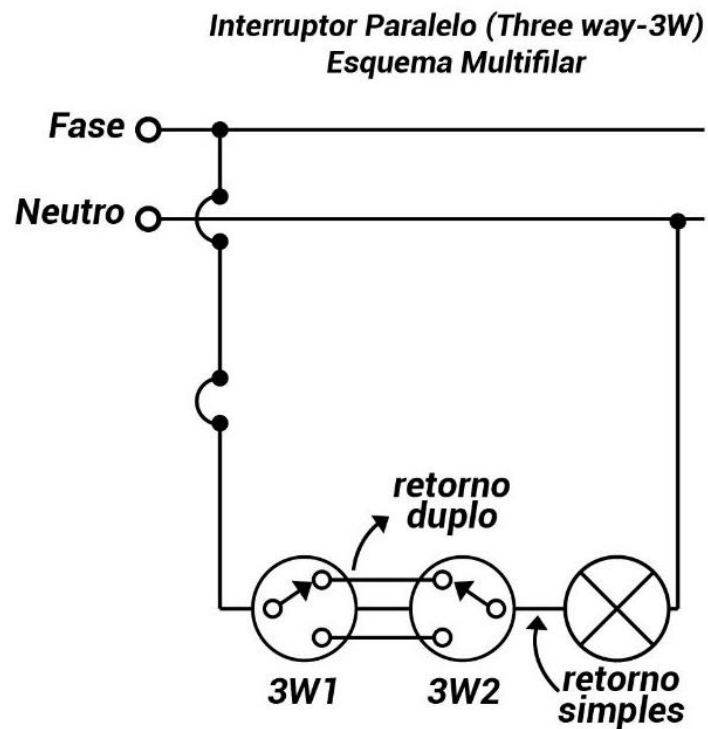 Interruptor Paralelo (Three way-3W)
Esquema Multifilar
Fase
Neutro
retorno
duplo
3W1
3W2
retorno
simples